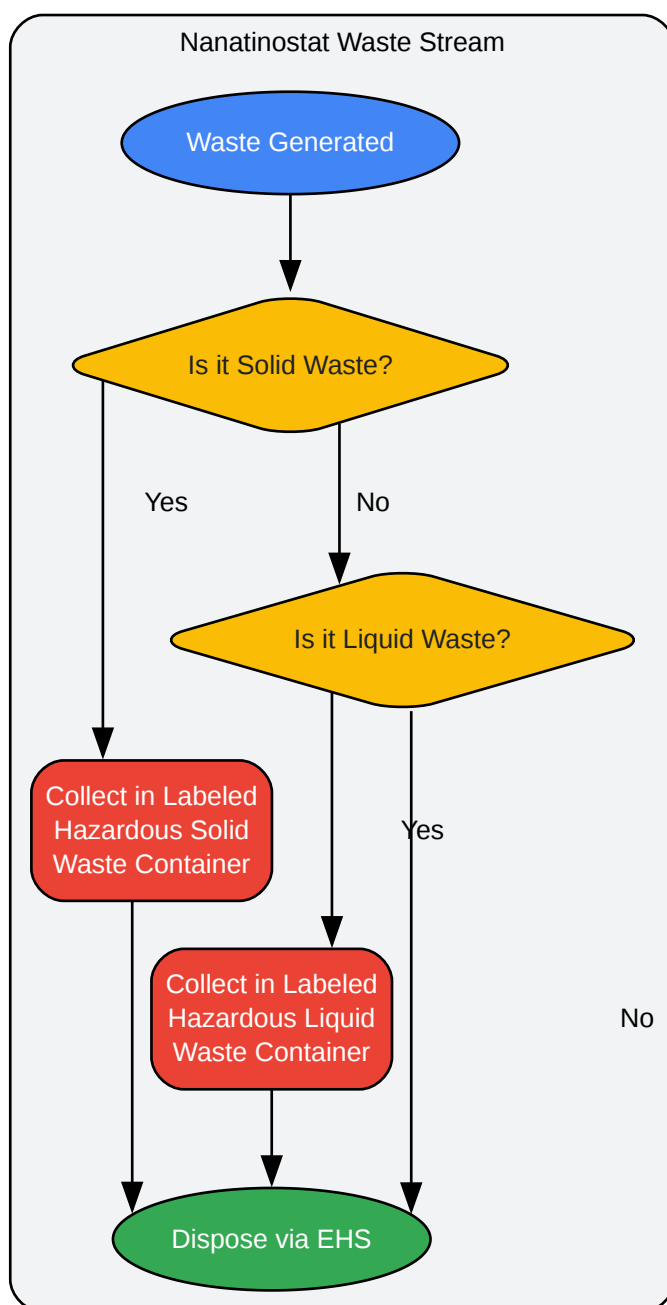 Nanatinostat Waste Stream
Waste Generated
Is it Solid Waste?
Yes
No
Is it Liquid Waste?
Collect in Labeled
Hazardous Solid
Waste Container
Yes
Collect in Labeled
Hazardous Liquid
Waste Container
No
Dispose via EHS